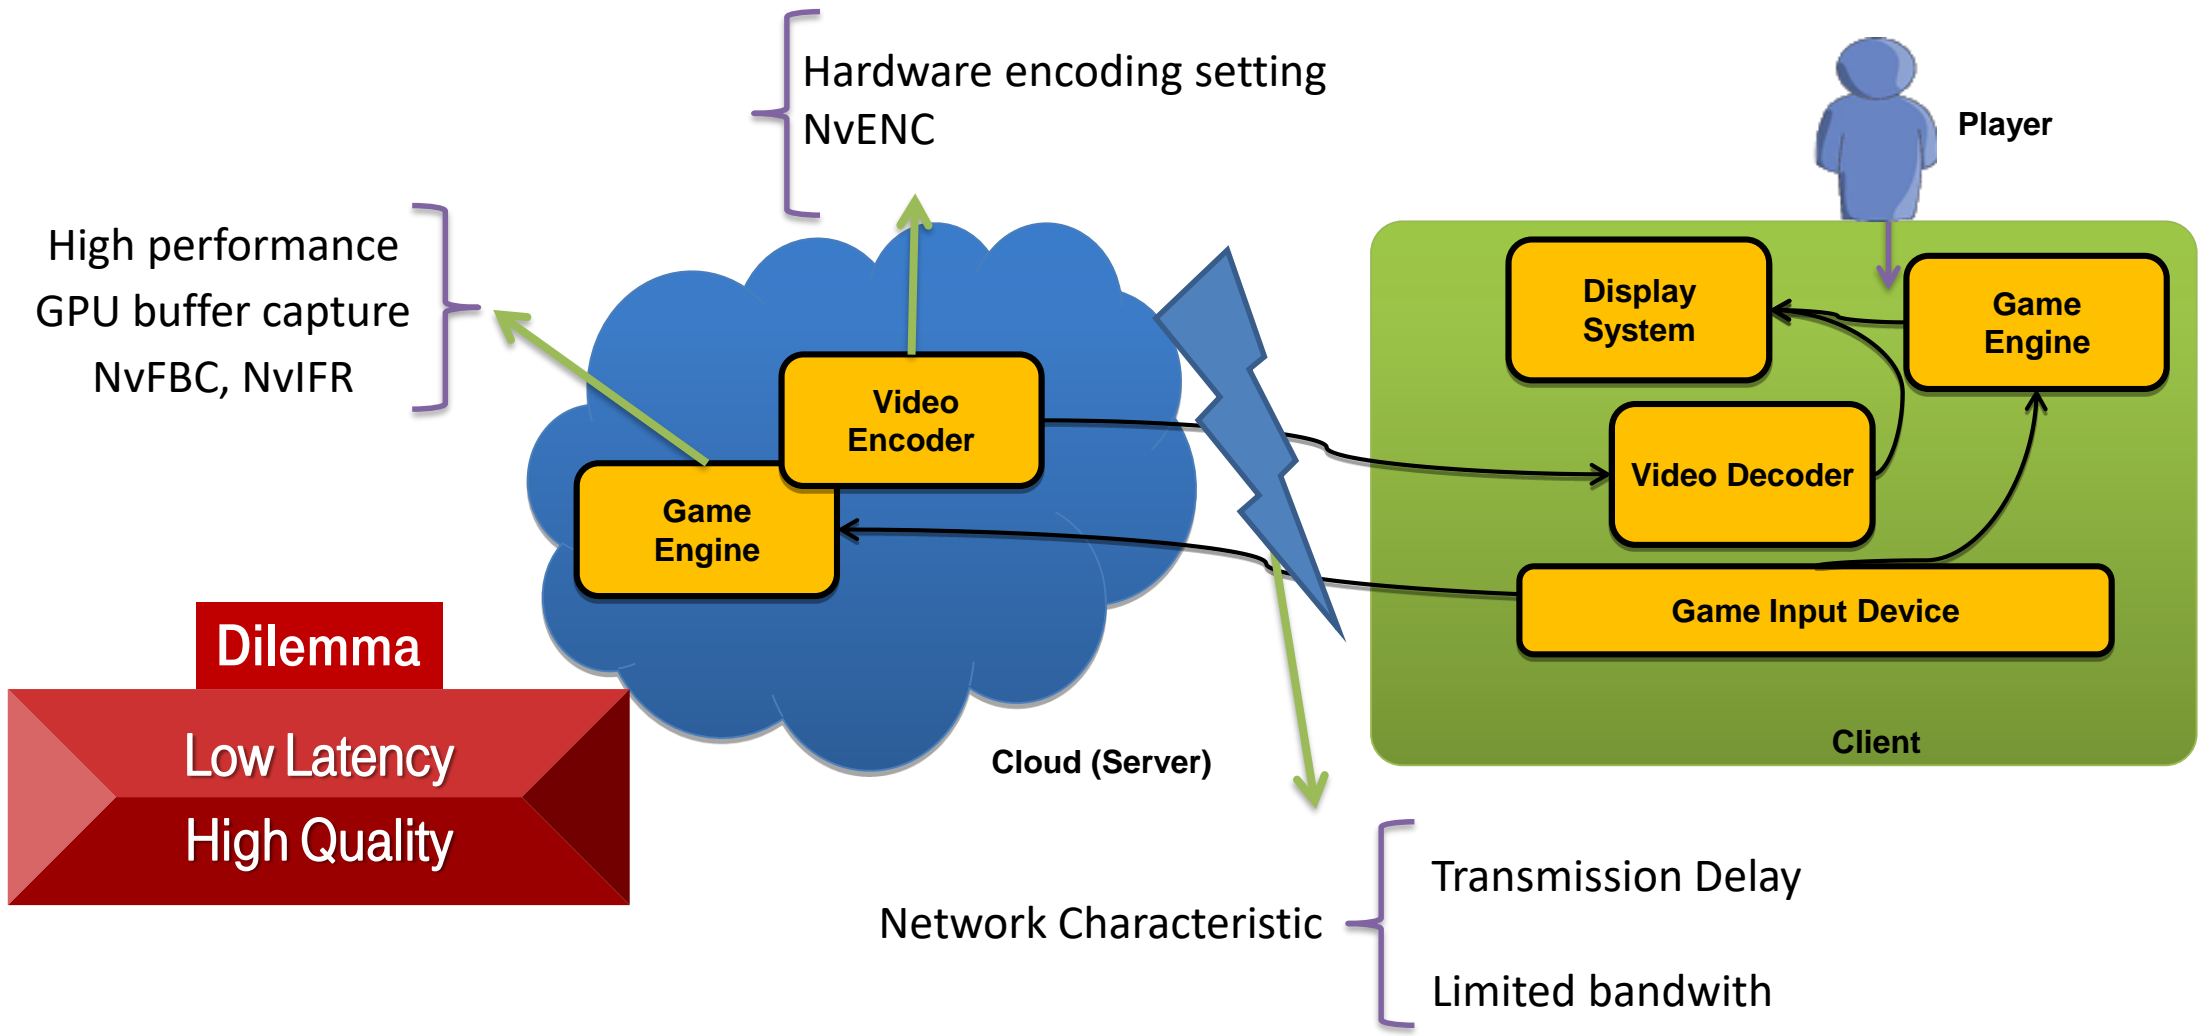 Hardware encoding setting
NvENC
Player
High performance
GPU buffer capture
NvFBC, NvIFR
Display
System
Game
Engine
Video
Encoder
Video Decoder
Game
Engine
Game Input Device
Dilemma
Low Latency
High Quality
Cloud (Server)
Client
Transmission Delay
Network Characteristic
Limited bandwith